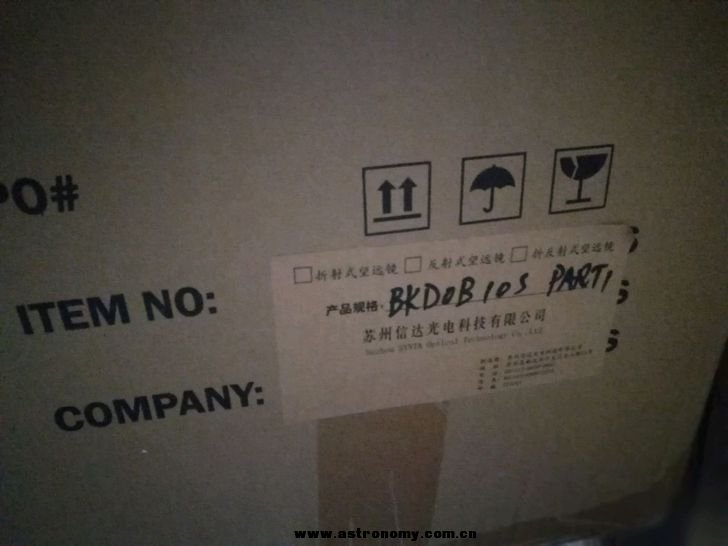 PO#
ITEM NO:
COMPANY:
□折射式望远镜 □反射式望远镜 □折反射式望远镜
产品规格: BKDOB10S PART1
苏州信达光电科技有限公司
Suzhou SYNTA Optical Technology Co.,Ltd
www.astronomy.com.cn